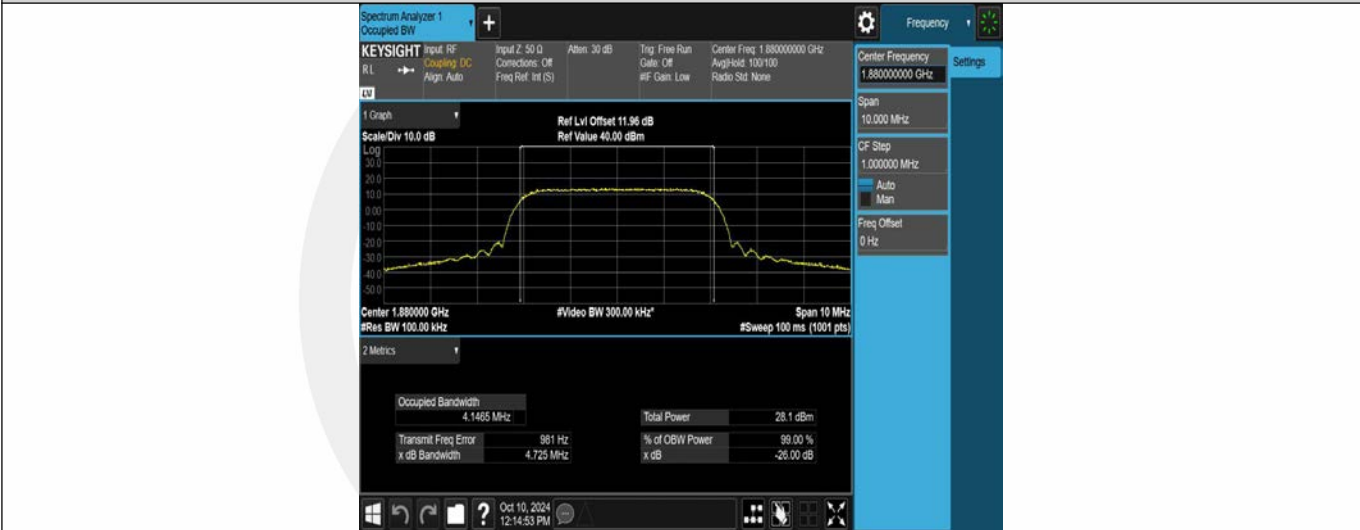 Spectrum Analyzer 1
Occupied BW
+
Frequency
KEYSIGHT
Input: RF
Coupling: DC
Align: Auto
Input Z: 50 Ω
Corrections: Off
Freq Ref: Int (S)
Atten: 30 dB
Trig: Free Run
Gate: Off
#IF Gain: Low
Center Freq: 1.880000000 GHz
Avg|Hold: 100/100
Radio Std: None
RL
LXI
Center Frequency
1.880000000 GHz
Settings
Span
10.000 MHz
CF Step
1.000000 MHz
Auto
Man
Freq Offset
0 Hz
1 Graph
Ref Lvl Offset 11.96 dB
Scale/Div 10.0 dB
Ref Value 40.00 dBm
Log
30.0
20.0
10.0
0.00
-10.0
-20.0
-30.0
-40.0
-50.0
Center 1.880000 GHz
#Video BW 300.00 kHz*
Span 10 MHz
#Res BW 100.00 kHz
#Sweep 100 ms (1001 pts)
2 Metrics
Occupied Bandwidth
4.1465 MHz
Total Power
28.1 dBm
Transmit Freq Error
981 Hz
% of OBW Power
99.00 %
x dB Bandwidth
4.725 MHz
x dB
-26.00 dB
?
Oct 10, 2024
12:14:53 PM